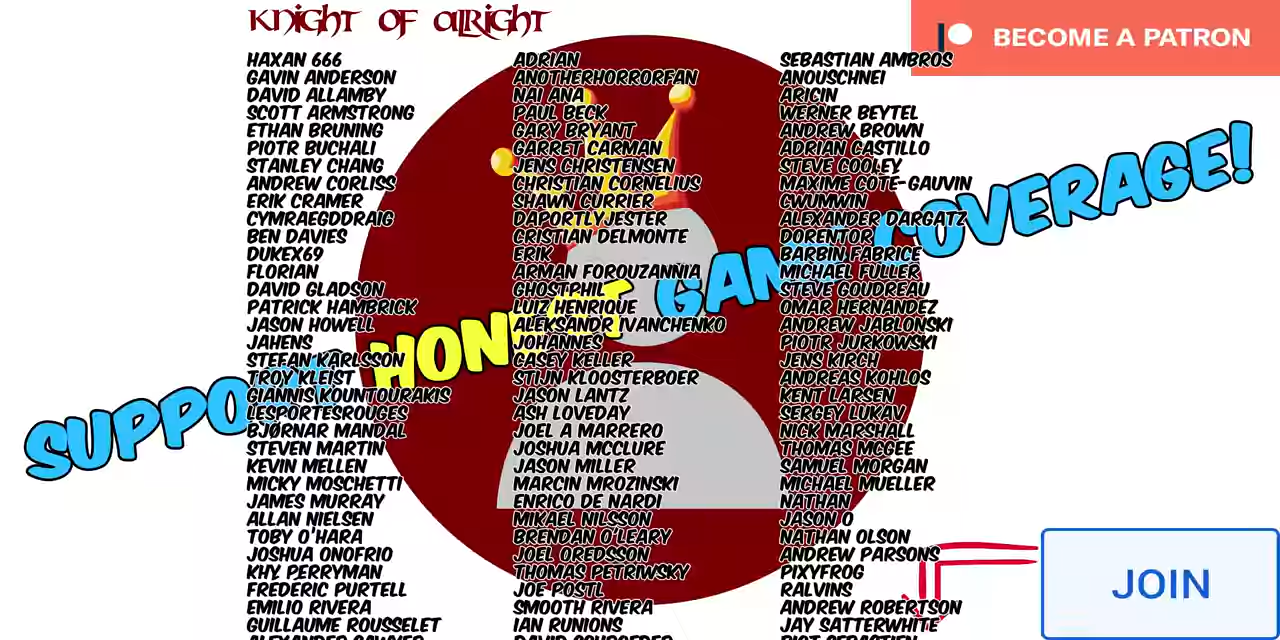 KNIGHT OF ALRIGHT
BECOME A PATRON
HAXAN 666
GAVIN ANDERSON
DAVID ALLAMBY
SCOTT ARMSTRONG
ETHAN BRUNING
PIOTR BUCHALI
STANLEY CHANG
ANDREW CORLISS
ERIK CRAMER
CYMRAEGDDRAIG
BEN DAVIES
DUKEX69
FLORIAN
DAVID GLADSON
PATRICK HAMBRICK
JASON HOWELL
JAHENS
STEFAN KARLSSON
TROY KLEIST
GIANNIS KOUNTOURAKIS
LESPORTESROUGES
BJØRNAR MANDAL
STEVEN MARTIN
KEVIN MELLEN
MICKY MOSCHETTI
JAMES MURRAY
ALLAN NIELSEN
TOBY O'HARA
JOSHUA ONOFRIO
KHY PERRYMAN
FREDERIC PURTELL
EMILIO RIVERA
GUILLAUME ROUSSELET
ADRIAN
ANOTHERHORRORFAN
NAI ANA
PAUL BECK
GARY BRYANT
GARRET CARMAN
JENS CHRISTENSEN
CHRISTIAN CORNELIUS
SHAWN CURRIER
DAPORTLYJESTER
CRISTIAN DELMONTE
ERIK
ARMAN FOROUZANNIA
GHOSTPHIL
LUIZ HENRIQUE
ALEKSANDR IVANCHENKO
JOHANNES
CASEY KELLER
STIJN KLOOSTERBOER
JASON LANTZ
ASH LOVEDAY
JOEL A MARRERO
JOSHUA MCCLURE
JASON MILLER
MARCIN MROZINSKI
ENRICO DE NARDI
MIKAEL NILSSON
BRENDAN O'LEARY
JOEL OREDSSON
THOMAS PETRIWSKY
JOE POSTL
SMOOTH RIVERA
IAN RUNIONS
SEBASTIAN AMBROS
ANOUSCHNEI
ARICIN
WERNER BEYTEL
ANDREW BROWN
ADRIAN CASTILLO
STEVE COOLEY
MAXIME CÔTÉ-GAUVIN
CWUMWIN
ALEXANDER DARGATZ
DORENTOR
BARBIN FABRICE
MICHAEL FULLER
STEVE GOUDREAU
OMAR HERNANDEZ
ANDREW JABLONSKI
PIOTR JURKOWSKI
JENS KIRCH
ANDREAS KOHLOS
KENT LARSEN
SERGEY LUKAV
NICK MARSHALL
THOMAS MCGEE
SAMUEL MORGAN
MICHAEL MUELLER
NATHAN
JASON O
NATHAN OLSON
ANDREW PARSONS
PIXYFROG
RALVINS
ANDREW ROBERTSON
JAY SATTERWHITE
SUPPORT HONEST GAME COVERAGE!
JOIN